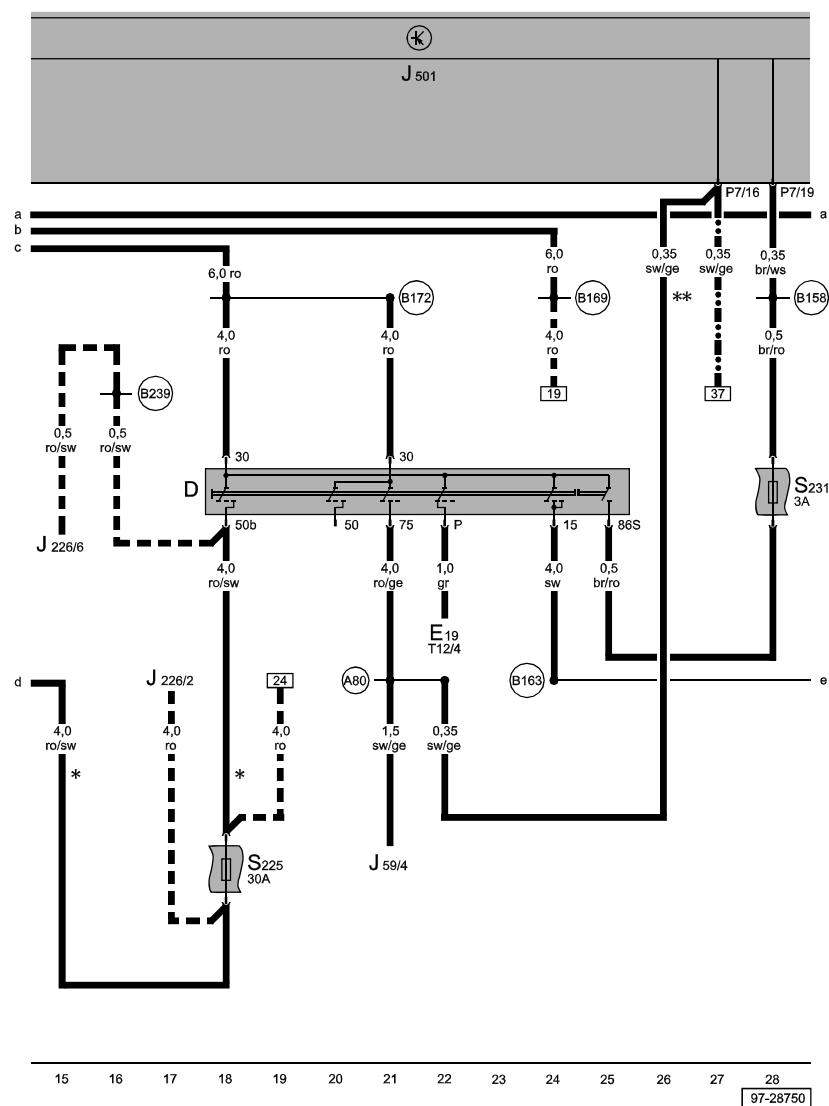 J 501
P7/16 P7/19
a a
b
c
6,0 ro
6,0
ro
0,35
sw/ge
0,35
sw/ge
0,35
br/ws
**
B172
B169
B158
4,0
ro
4,0
ro
4,0
ro
0,5
br/ro
B239
19
37
0,5
ro/sw
0,5
ro/sw
30
30
D
S231
3A
50b
50
75
P
15
86S
J 226/6
4,0
ro/sw
4,0
ro/ge
1,0
gr
4,0
sw
0,5
br/ro
E19
T12/4
d
J 226/2
24
A80
B163
e
4,0
ro/sw
4,0
ro
4,0
ro
1,5
sw/ge
0,35
sw/ge
*
*
S225
30A
J 59/4
15 16 17 18 19 20 21 22 23 24 25 26 27 28
97-28750